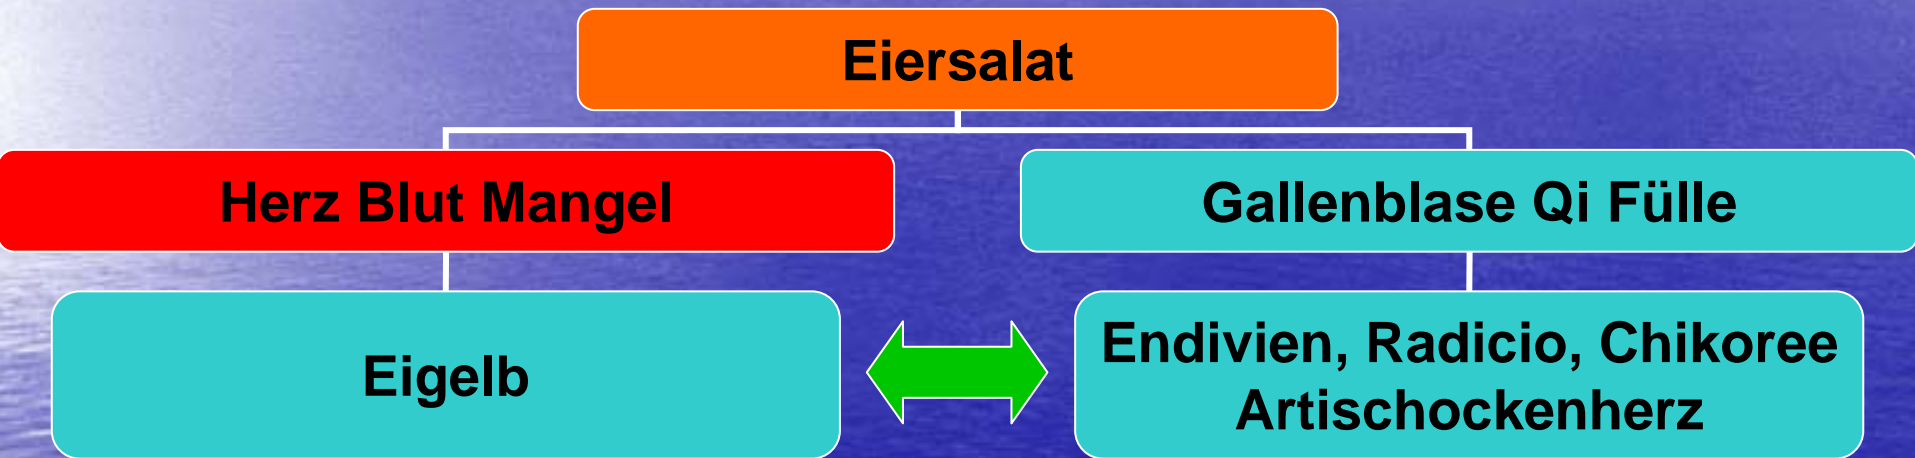 Eiersalat
Herz Blut Mangel
Gallenblase Qi Fülle
Eigelb
Endivien, Radicio, Chikoree
Artischockenherz